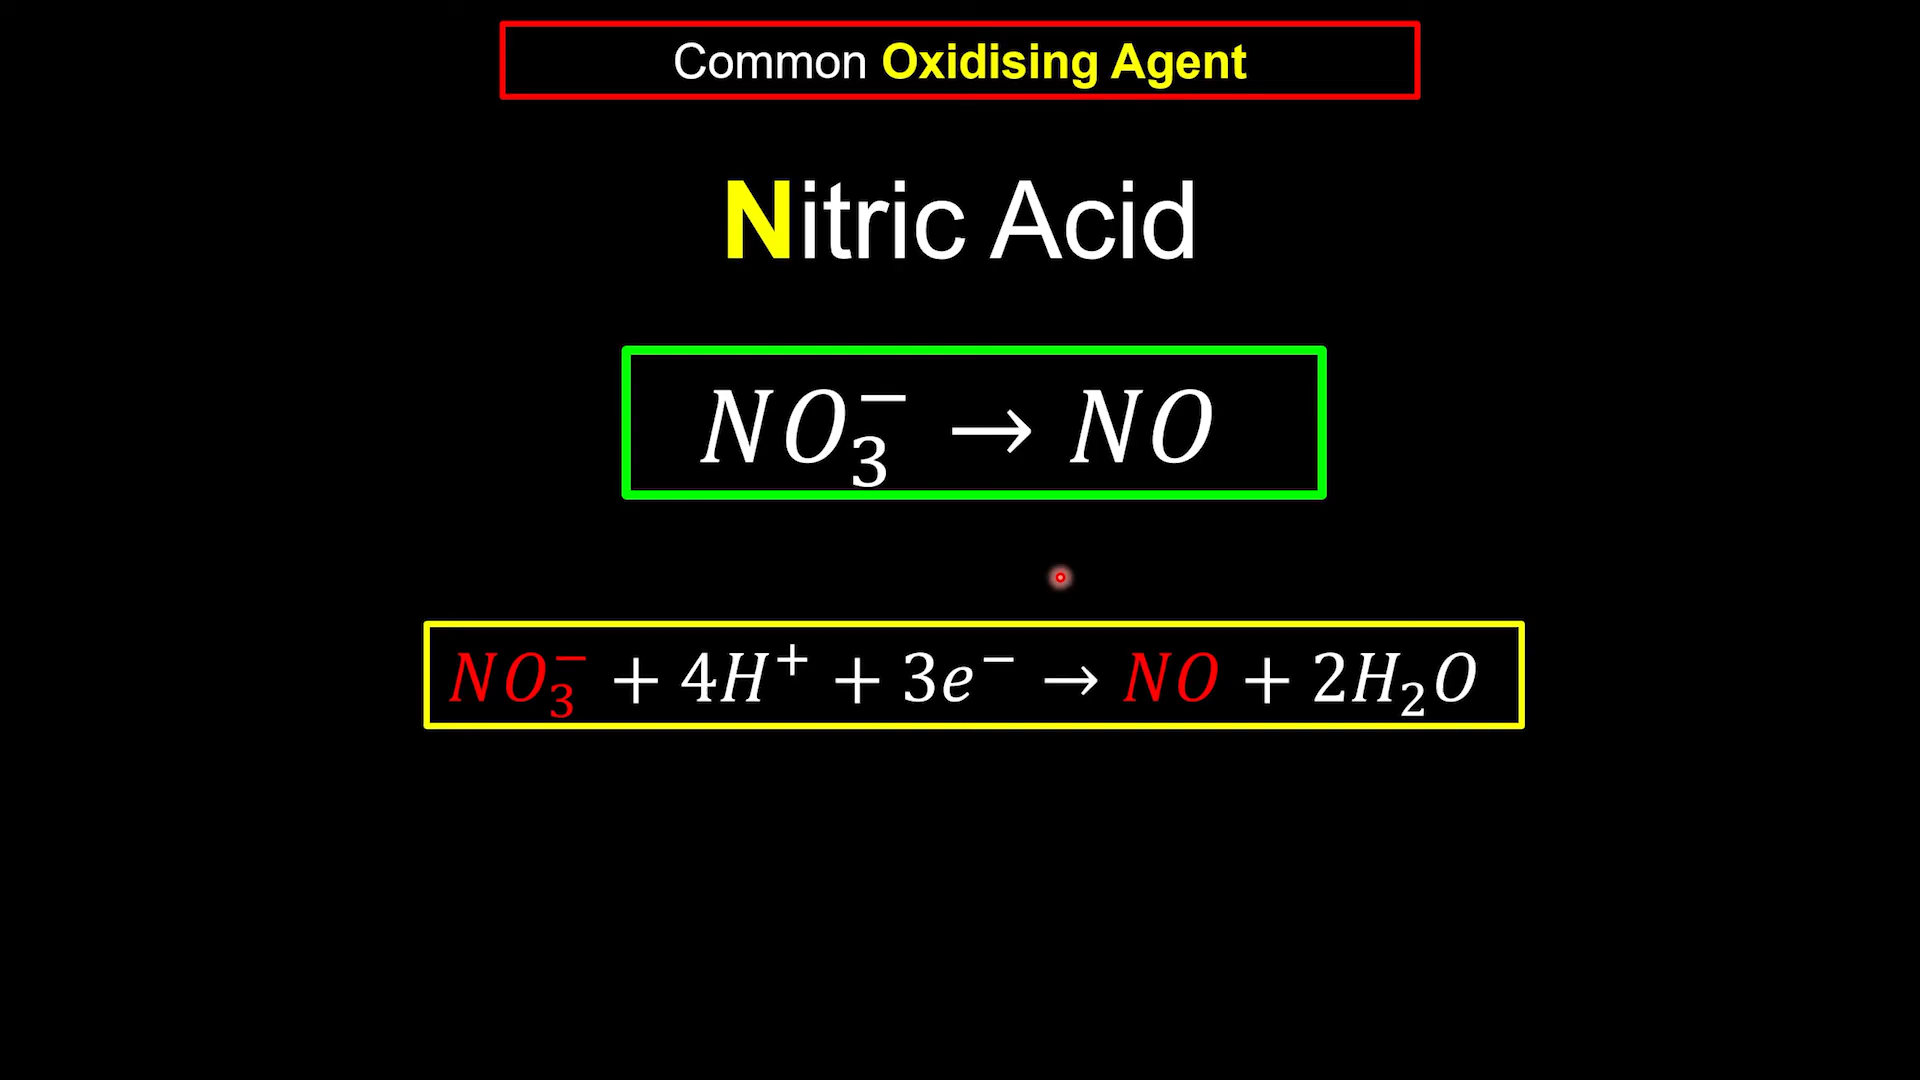 Common Oxidising Agent
Nitric Acid
NO₃⁻ → NO
NO₃⁻ + 4H⁺ + 3e⁻ → NO + 2H₂O